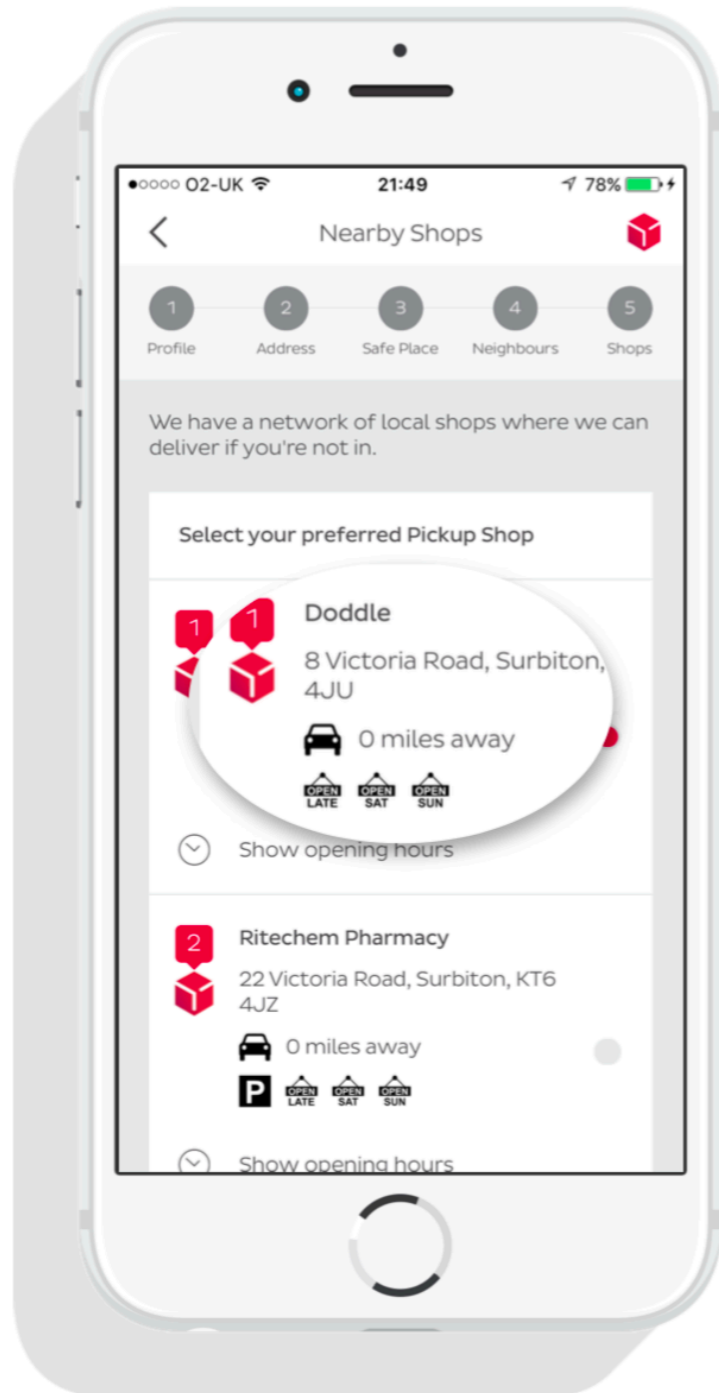 O2-UK 21:49 78%
Nearby Shops
1 2 3 4 5
Profile Address Safe Place Neighbours Shops
We have a network of local shops where we can
deliver if you're not in.
Select your preferred Pickup Shop
1 1 Doddle
8 Victoria Road, Surbiton,
4JU
0 miles away
OPEN LATE OPEN SAT OPEN SUN
Show opening hours
2 Ritechem Pharmacy
22 Victoria Road, Surbiton, KT6
4JZ
0 miles away
P OPEN LATE OPEN SAT OPEN SUN
Show opening hours